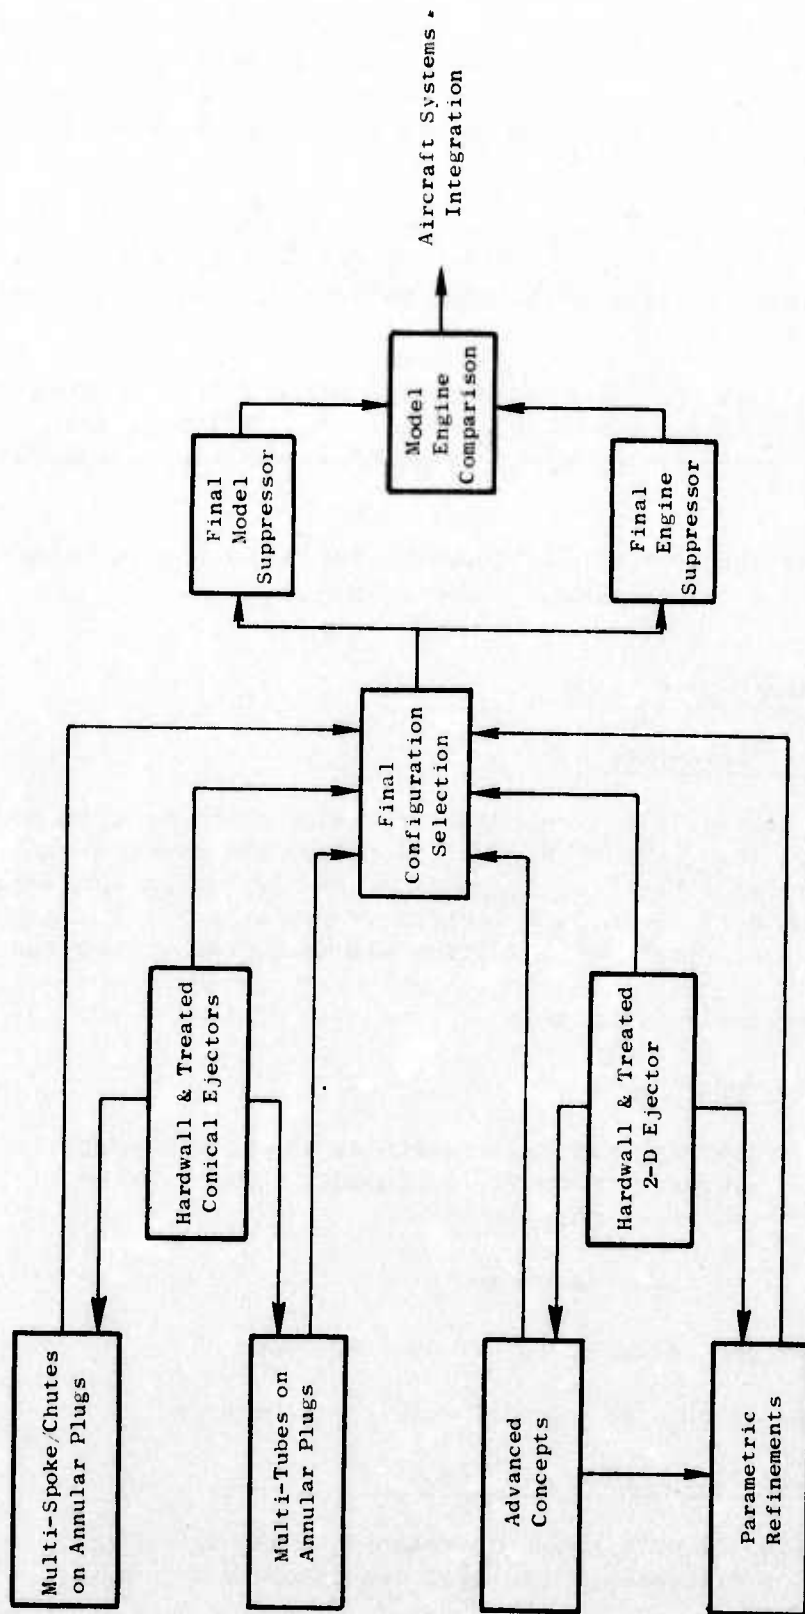 Multi-Spoke/Chutes
on Annular Plugs
Hardwall & Treated
Conical Ejectors
Multi-Tubes on
Annular Plugs
Advanced
Concepts
Hardwall & Treated
2-D Ejector
Parametric
Refinements
Final
Configuration
Selection
Final
Model
Suppressor
Final
Engine
Suppressor
Model
Engine
Comparison
Aircraft Systems
Integration